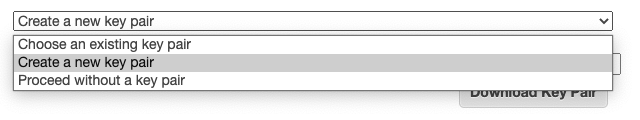 Create a new key pair
Choose an existing key pair
Create a new key pair
Proceed without a key pair
Download Key Pair